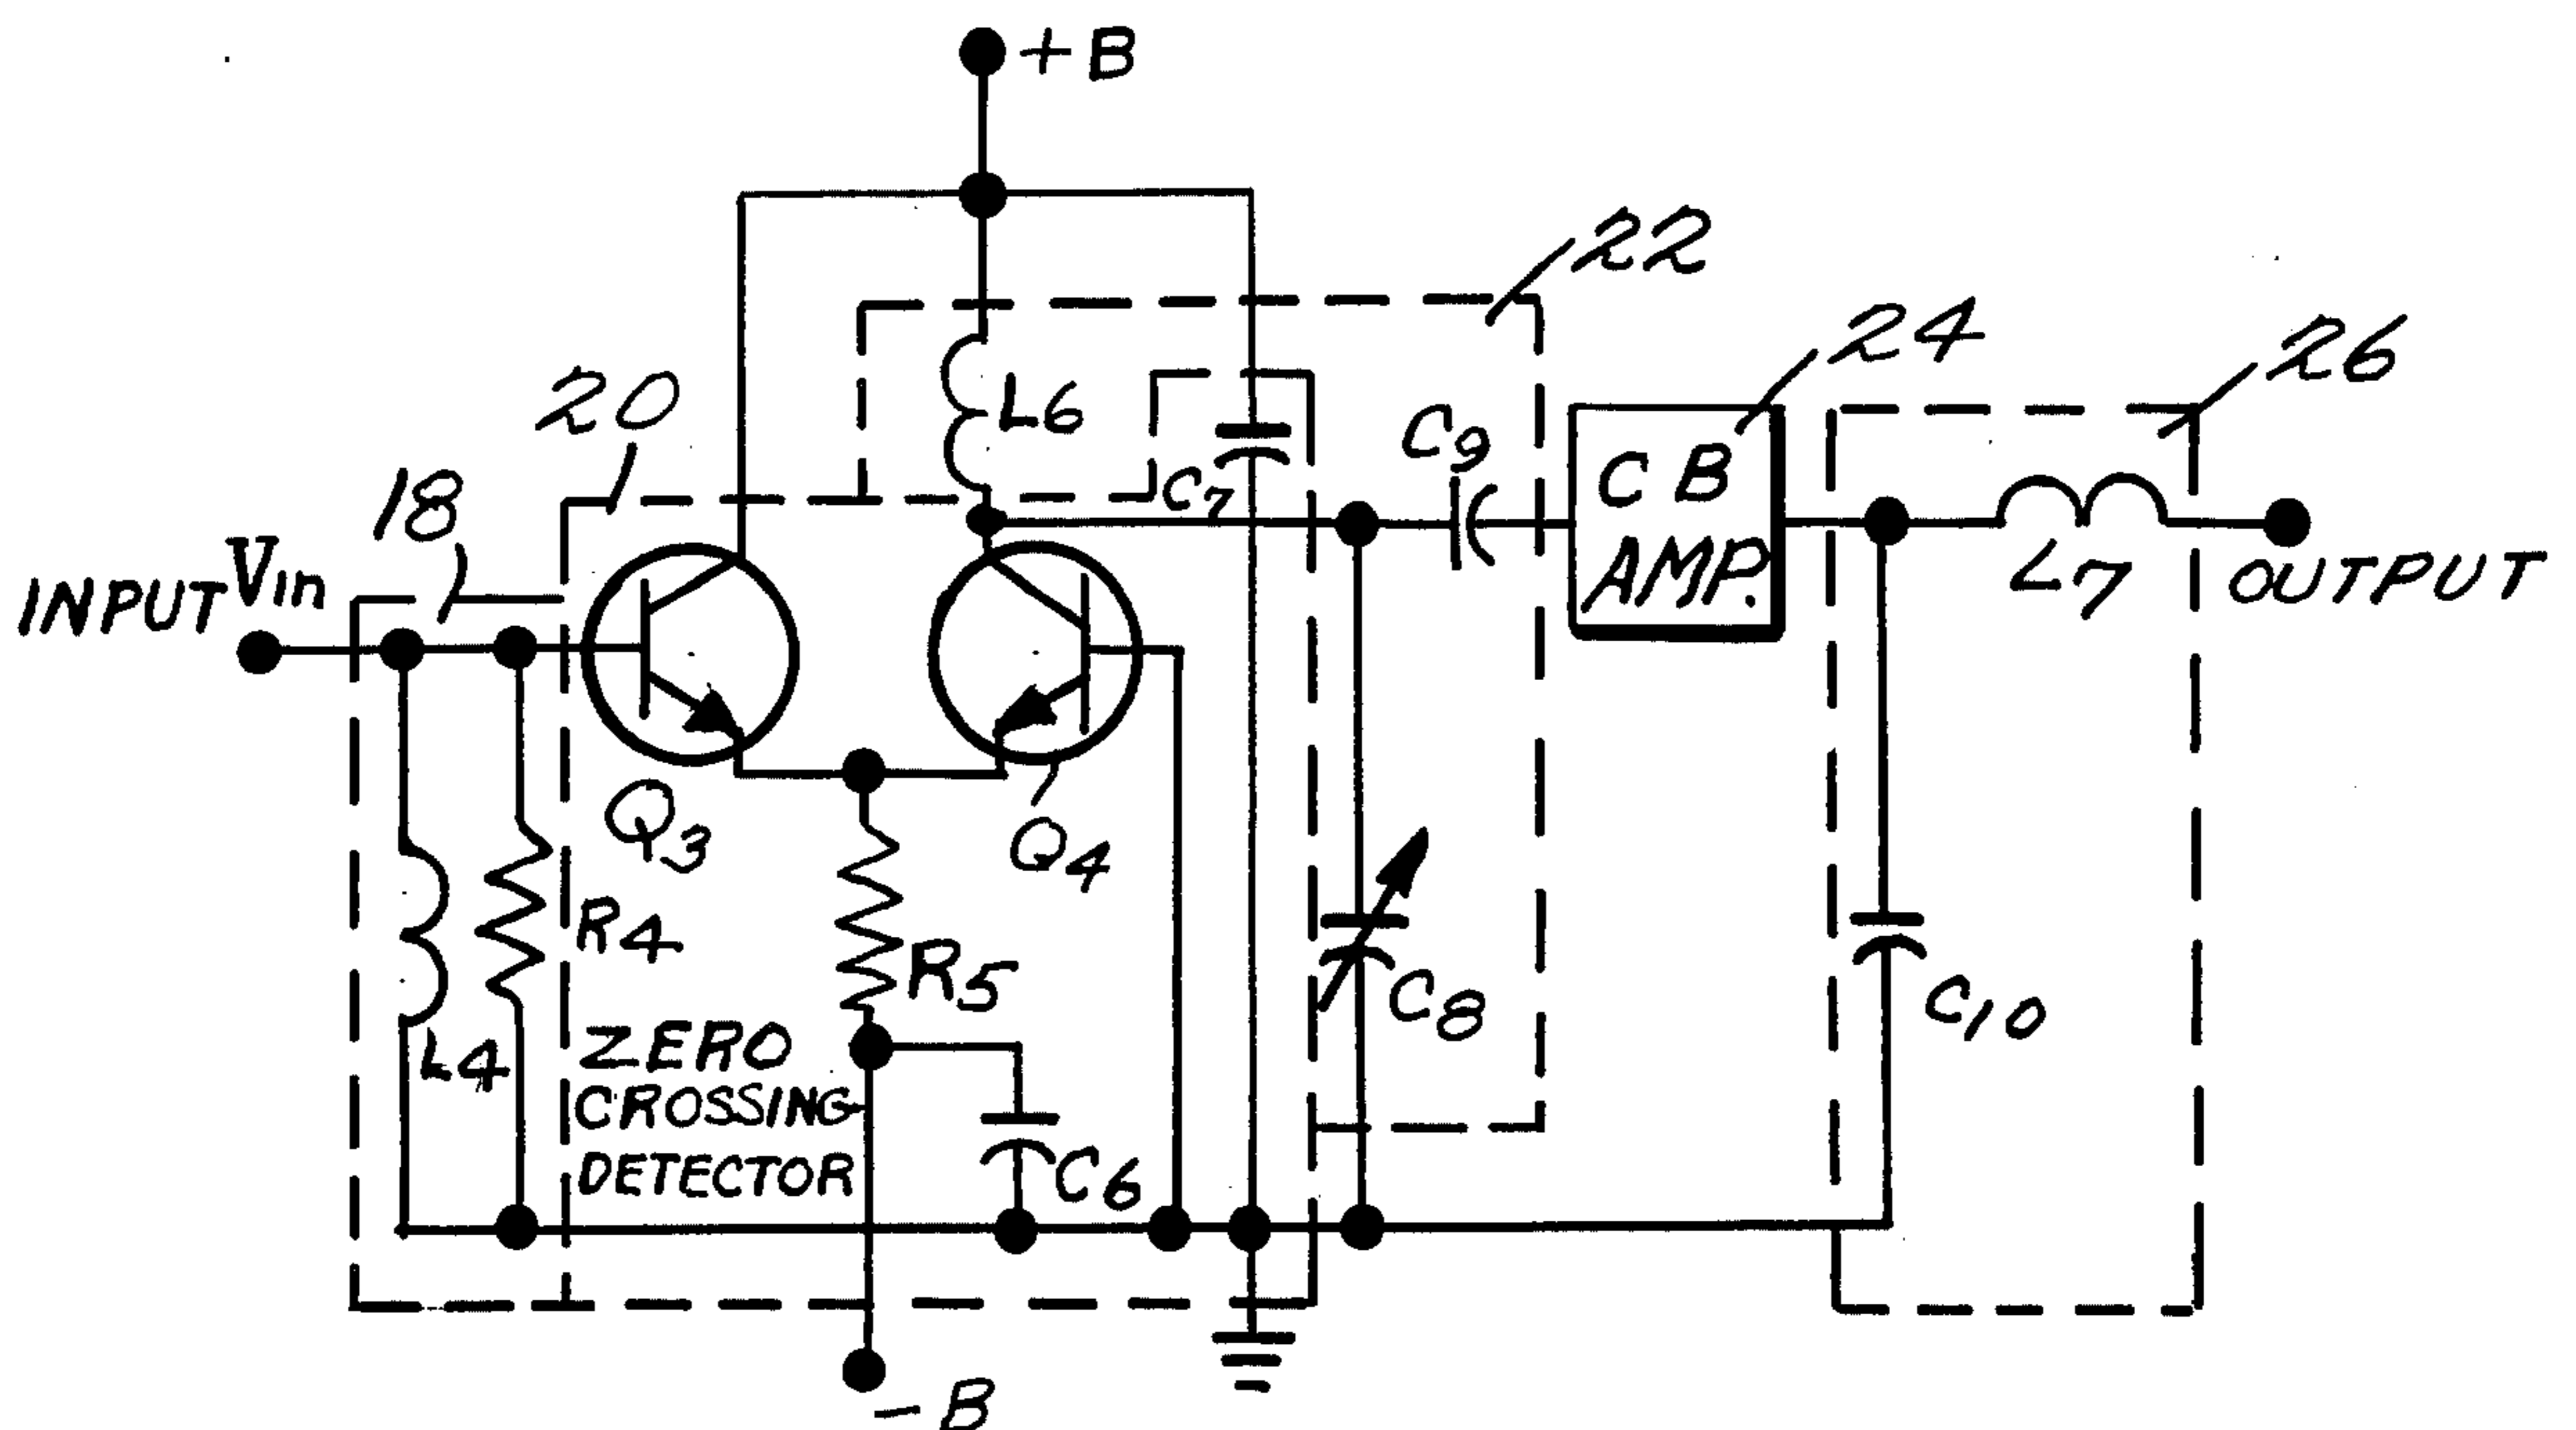 +B
22
24
26
20
L6
C9
C7
CB
AMP.
18
INPUT Vin
L7
OUTPUT
Q3
Q4
R4
R5
C8
C10
L4
ZERO
CROSSING
DETECTOR
C6
-B